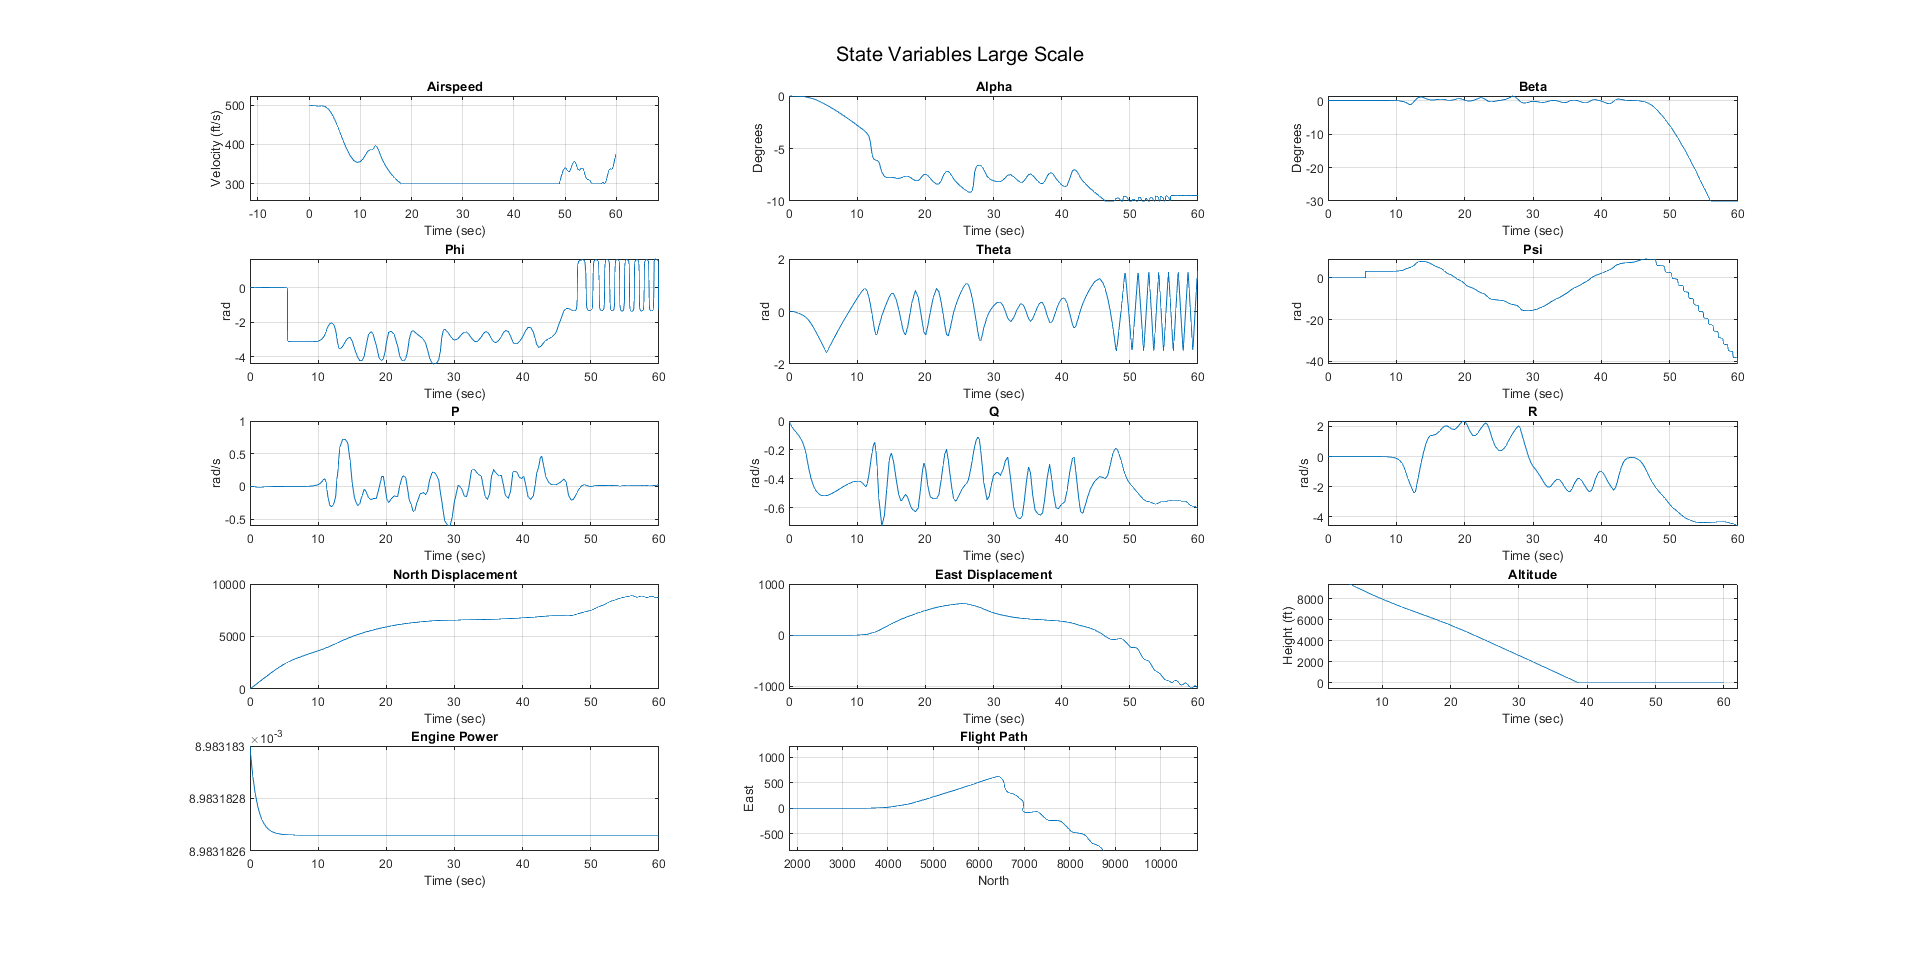 State Variables Large Scale
Airspeed
Velocity (ft/s)
500
400
300
-10 0 10 20 30 40 50 60
Time (sec)
Alpha
Degrees
0
-5
-10
0 10 20 30 40 50 60
Time (sec)
Beta
Degrees
0
-10
-20
-30
0 10 20 30 40 50 60
Time (sec)
Phi
rad
0
-2
-4
0 10 20 30 40 50 60
Time (sec)
Theta
rad
2
0
-2
0 10 20 30 40 50 60
Time (sec)
Psi
rad
0
-20
-40
0 10 20 30 40 50 60
Time (sec)
P
rad/s
1
0.5
0
-0.5
0 10 20 30 40 50 60
Time (sec)
Q
rad/s
0
-0.2
-0.4
-0.6
0 10 20 30 40 50 60
Time (sec)
R
rad/s
2
0
-2
-4
0 10 20 30 40 50 60
Time (sec)
North Displacement
10000
5000
0
0 10 20 30 40 50 60
Time (sec)
East Displacement
1000
0
-1000
0 10 20 30 40 50 60
Time (sec)
Altitude
Height (ft)
8000
6000
4000
2000
0
10 20 30 40 50 60
Time (sec)
Engine Power
×10-3
8.983183
8.9831828
8.9831826
0 10 20 30 40 50 60
Time (sec)
Flight Path
East
1000
500
0
-500
2000 3000 4000 5000 6000 7000 8000 9000 10000
North